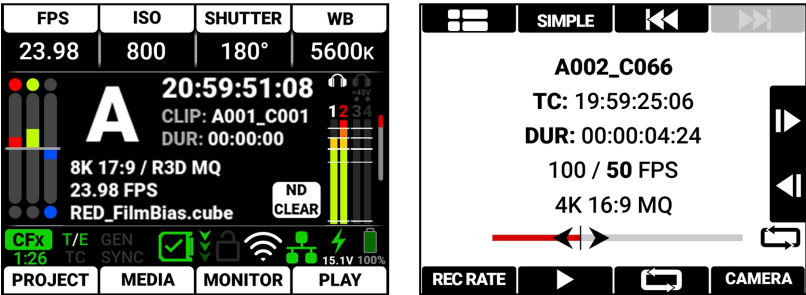 FPS ISO SHUTTER WB
23.98 800 180° 5600K
A
20:59:51:08
CLIP: A001_C001
DUR: 00:00:00
+48V
1 2 3 4
8K 17:9 / R3D MQ
23.98 FPS
RED_FilmBias.cube
ND
CLEAR
CFx T/E GEN
1:26 TC SYNC
15.1V 100%
PROJECT MEDIA MONITOR PLAY
SIMPLE
A002_C066
TC: 19:59:25:06
DUR: 00:00:04:24
100 / 50 FPS
4K 16:9 MQ
REC RATE CAMERA